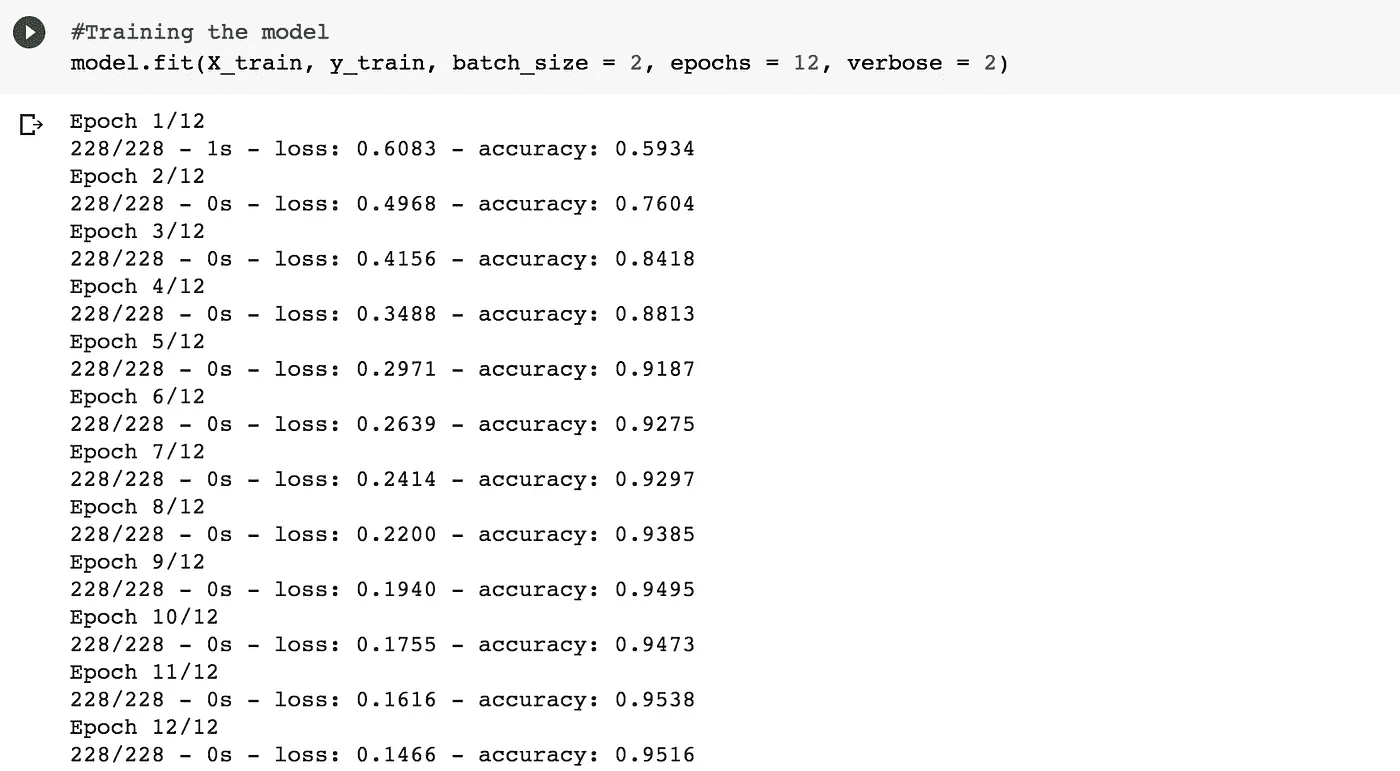 #Training the model
model.fit(X_train, y_train, batch_size = 2, epochs = 12, verbose = 2)
Epoch 1/12
228/228 - 1s - loss: 0.6083 - accuracy: 0.5934
Epoch 2/12
228/228 - 0s - loss: 0.4968 - accuracy: 0.7604
Epoch 3/12
228/228 - 0s - loss: 0.4156 - accuracy: 0.8418
Epoch 4/12
228/228 - 0s - loss: 0.3488 - accuracy: 0.8813
Epoch 5/12
228/228 - 0s - loss: 0.2971 - accuracy: 0.9187
Epoch 6/12
228/228 - 0s - loss: 0.2639 - accuracy: 0.9275
Epoch 7/12
228/228 - 0s - loss: 0.2414 - accuracy: 0.9297
Epoch 8/12
228/228 - 0s - loss: 0.2200 - accuracy: 0.9385
Epoch 9/12
228/228 - 0s - loss: 0.1940 - accuracy: 0.9495
Epoch 10/12
228/228 - 0s - loss: 0.1755 - accuracy: 0.9473
Epoch 11/12
228/228 - 0s - loss: 0.1616 - accuracy: 0.9538
Epoch 12/12
228/228 - 0s - loss: 0.1466 - accuracy: 0.9516